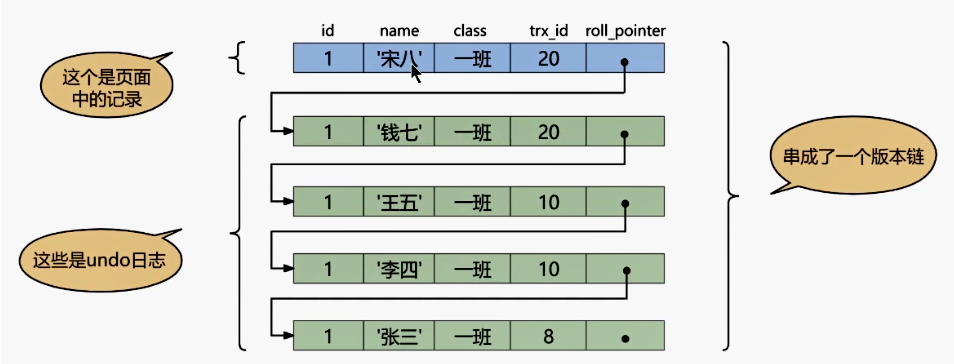 id name class trx_id roll_pointer
1 '宋八' 一班 20
这个是页面
中的记录
1 '钱七' 一班 20
串成了一个版本链
1 '王五' 一班 10
这些是undo日志
1 '李四' 一班 10
1 '张三' 一班 8